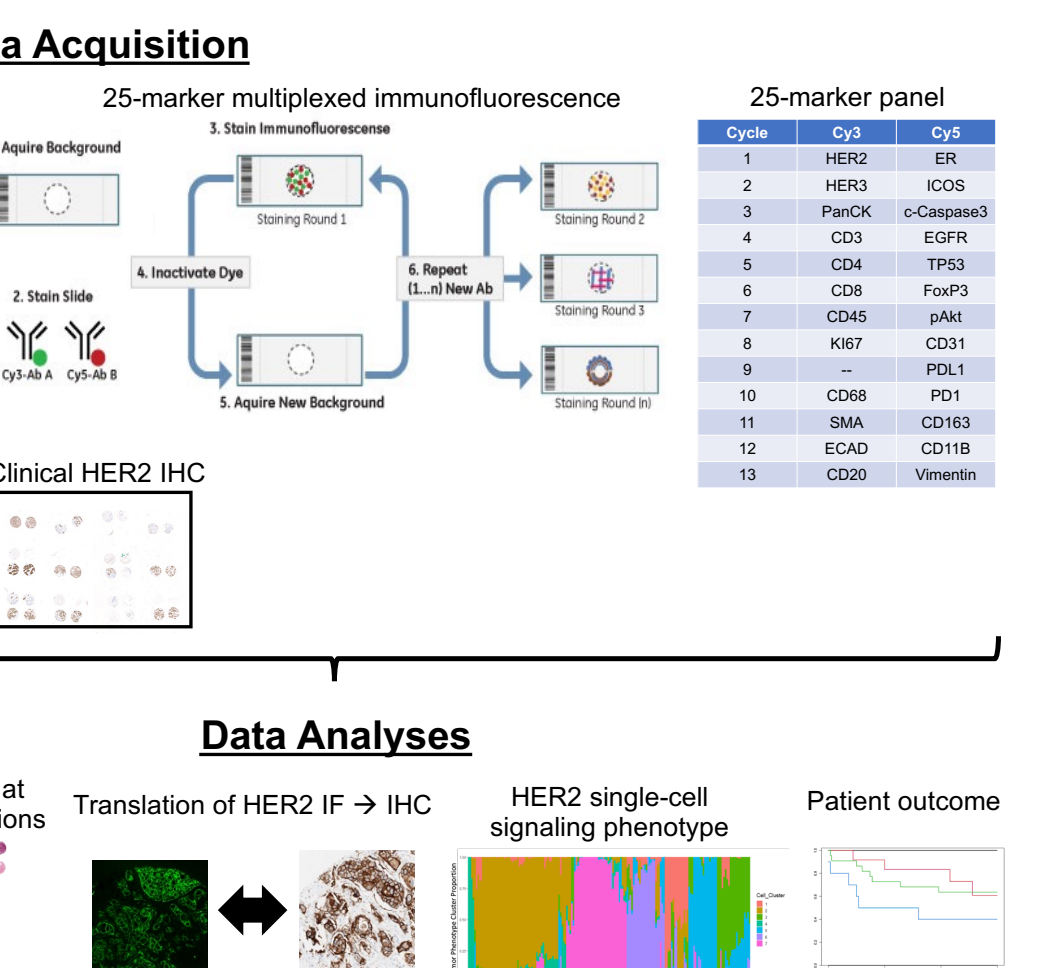 a Acquisition
25-marker multiplexed immunofluorescence
25-marker panel
Aquire Background
3. Stain Immunofluorescense
Staining Round 1
4. Inactivate Dye
2. Stain Slide
Cy3-Ab A Cy5-Ab B
5. Aquire New Background
6. Repeat
(1...n) New Ab
Staining Round 2
Staining Round 3
Staining Round (n)
Cycle Cy3 Cy5
1 HER2 ER
2 HER3 ICOS
3 PanCK c-Caspase3
4 CD3 EGFR
5 CD4 TP53
6 CD8 FoxP3
7 CD45 pAkt
8 KI67 CD31
9 -- PDL1
10 CD68 PD1
11 SMA CD163
12 ECAD CD11B
13 CD20 Vimentin
Clinical HER2 IHC
Data Analyses
at
ions
Translation of HER2 IF → IHC
HER2 single-cell
signaling phenotype
mor Phenotype Cluster Proportion
Cell_Cluster
Patient outcome